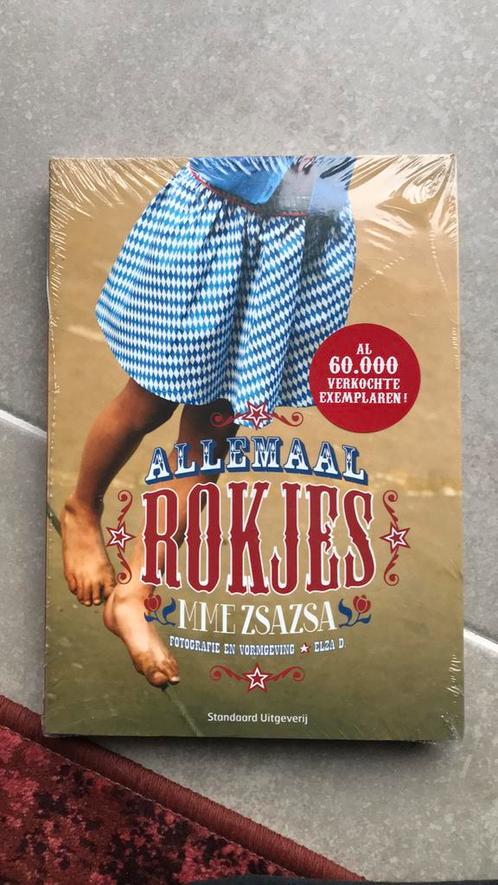 AL
60.000
VERKOCHTE
EXEMPLAREN!
ALLEMAAL
ROKJES
MME ZSAZSA
FOTOGRAFIE EN VORMGEVING ★ ELZA D.
Standaard Uitgeverij